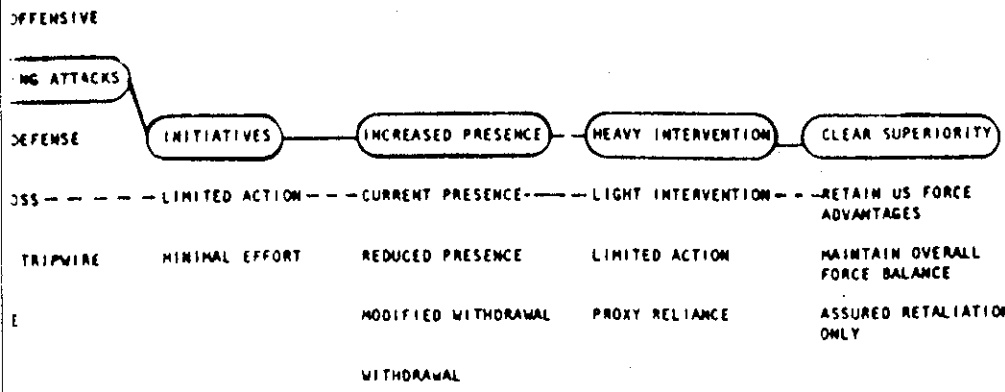 OFFENSIVE
NG ATTACKS
DEFENSE INITIATIVES INCREASED PRESENCE HEAVY INTERVENTION CLEAR SUPERIORITY
OSS LIMITED ACTION CURRENT PRESENCE LIGHT INTERVENTION RETAIN US FORCE
ADVANTAGES
TRIPWIRE MINIMAL EFFORT REDUCED PRESENCE LIMITED ACTION MAINTAIN OVERALL
FORCE BALANCE
E MODIFIED WITHDRAWAL PROXY RELIANCE ASSURED RETALIATION
ONLY
WITHDRAWAL